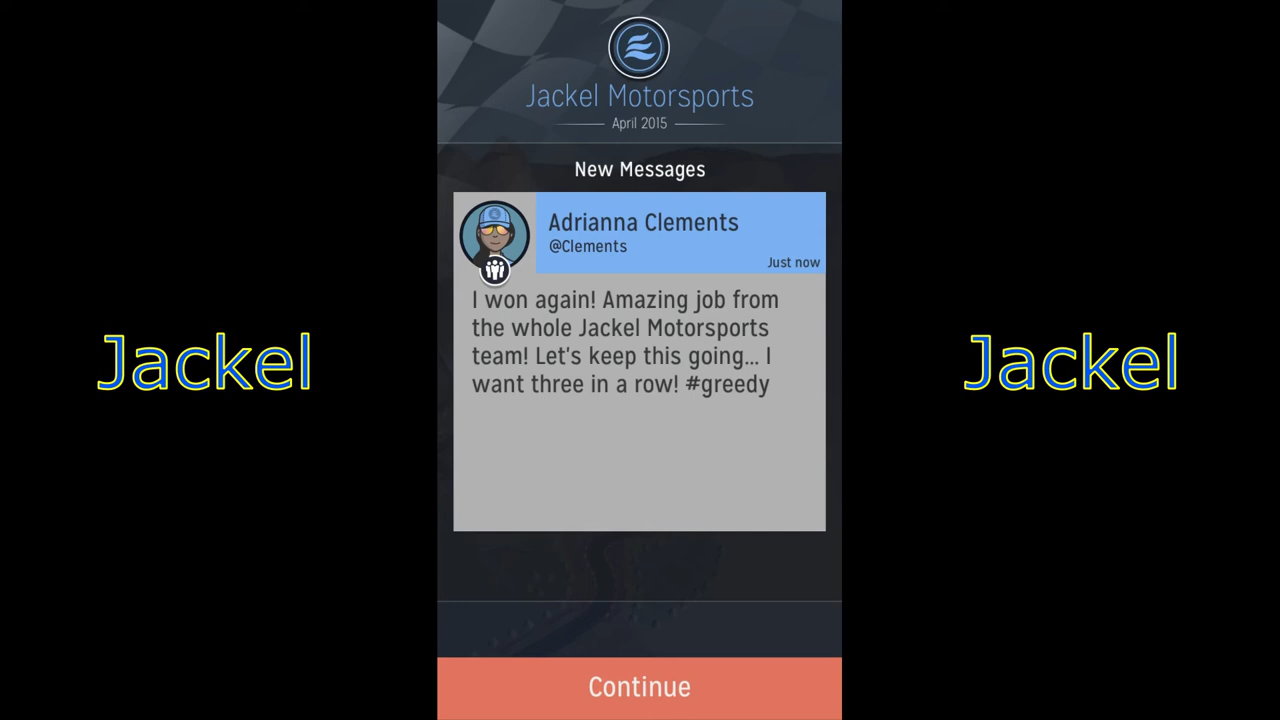 Jackel Motorsports
April 2015
New Messages
Adrianna Clements
@Clements
Just now
I won again! Amazing job from
the whole Jackel Motorsports
team! Let's keep this going... I
want three in a row! #greedy
Jackel
Jackel
Continue